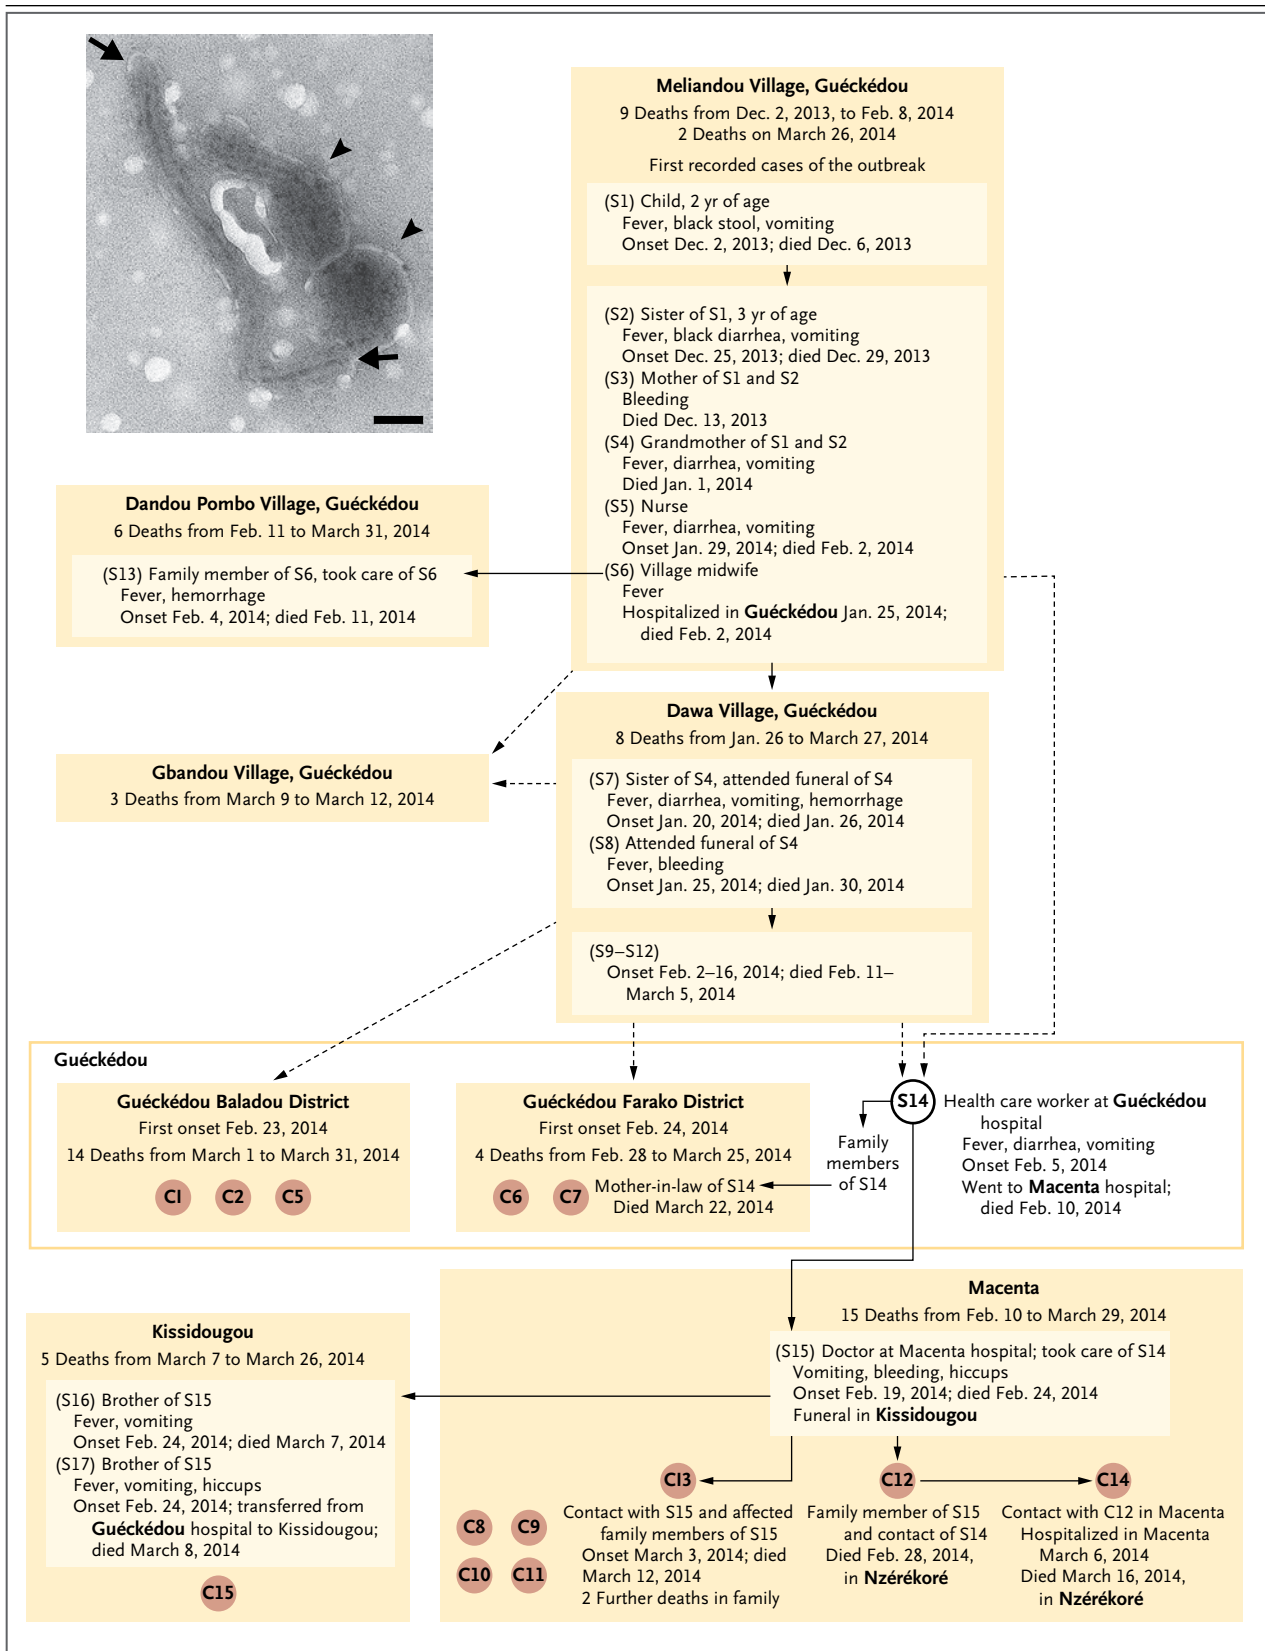 Meliandou Village, Guéckédou
9 Deaths from Dec. 2, 2013, to Feb. 8, 2014
2 Deaths on March 26, 2014
First recorded cases of the outbreak
(S1) Child, 2 yr of age
Fever, black stool, vomiting
Onset Dec. 2, 2013; died Dec. 6, 2013
(S2) Sister of S1, 3 yr of age
Fever, black diarrhea, vomiting
Onset Dec. 25, 2013; died Dec. 29, 2013
(S3) Mother of S1 and S2
Bleeding
Died Dec. 13, 2013
(S4) Grandmother of S1 and S2
Fever, diarrhea, vomiting
Died Jan. 1, 2014
(S5) Nurse
Fever, diarrhea, vomiting
Onset Jan. 29, 2014; died Feb. 2, 2014
(S6) Village midwife
Fever
Hospitalized in Guéckédou Jan. 25, 2014;
died Feb. 2, 2014
Dandou Pombo Village, Guéckédou
6 Deaths from Feb. 11 to March 31, 2014
(S13) Family member of S6, took care of S6
Fever, hemorrhage
Onset Feb. 4, 2014; died Feb. 11, 2014
Gbandou Village, Guéckédou
3 Deaths from March 9 to March 12, 2014
Dawa Village, Guéckédou
8 Deaths from Jan. 26 to March 27, 2014
(S7) Sister of S4, attended funeral of S4
Fever, diarrhea, vomiting, hemorrhage
Onset Jan. 20, 2014; died Jan. 26, 2014
(S8) Attended funeral of S4
Fever, bleeding
Onset Jan. 25, 2014; died Jan. 30, 2014
(S9–S12)
Onset Feb. 2–16, 2014; died Feb. 11–
March 5, 2014
Guéckédou
Guéckédou Baladou District
First onset Feb. 23, 2014
14 Deaths from March 1 to March 31, 2014
C1 C2 C5
Guéckédou Farako District
First onset Feb. 24, 2014
4 Deaths from Feb. 28 to March 25, 2014
C6 C7
Mother-in-law of S14
Died March 22, 2014
Family
members
of S14
S14
Health care worker at Guéckédou
hospital
Fever, diarrhea, vomiting
Onset Feb. 5, 2014
Went to Macenta hospital;
died Feb. 10, 2014
Macenta
15 Deaths from Feb. 10 to March 29, 2014
(S15) Doctor at Macenta hospital; took care of S14
Vomiting, bleeding, hiccups
Onset Feb. 19, 2014; died Feb. 24, 2014
Funeral in Kissidougou
Kissidougou
5 Deaths from March 7 to March 26, 2014
(S16) Brother of S15
Fever, vomiting
Onset Feb. 24, 2014; died March 7, 2014
(S17) Brother of S15
Fever, vomiting, hiccups
Onset Feb. 24, 2014; transferred from
Guéckédou hospital to Kissidougou;
died March 8, 2014
C15
C8 C9
C10 C11
C13
Contact with S15 and affected
family members of S15
Onset March 3, 2014; died
March 12, 2014
2 Further deaths in family
C12
Family member of S15
and contact of S14
Died Feb. 28, 2014,
in Nzérékoré
C14
Contact with C12 in Macenta
Hospitalized in Macenta
March 6, 2014
Died March 16, 2014,
in Nzérékoré